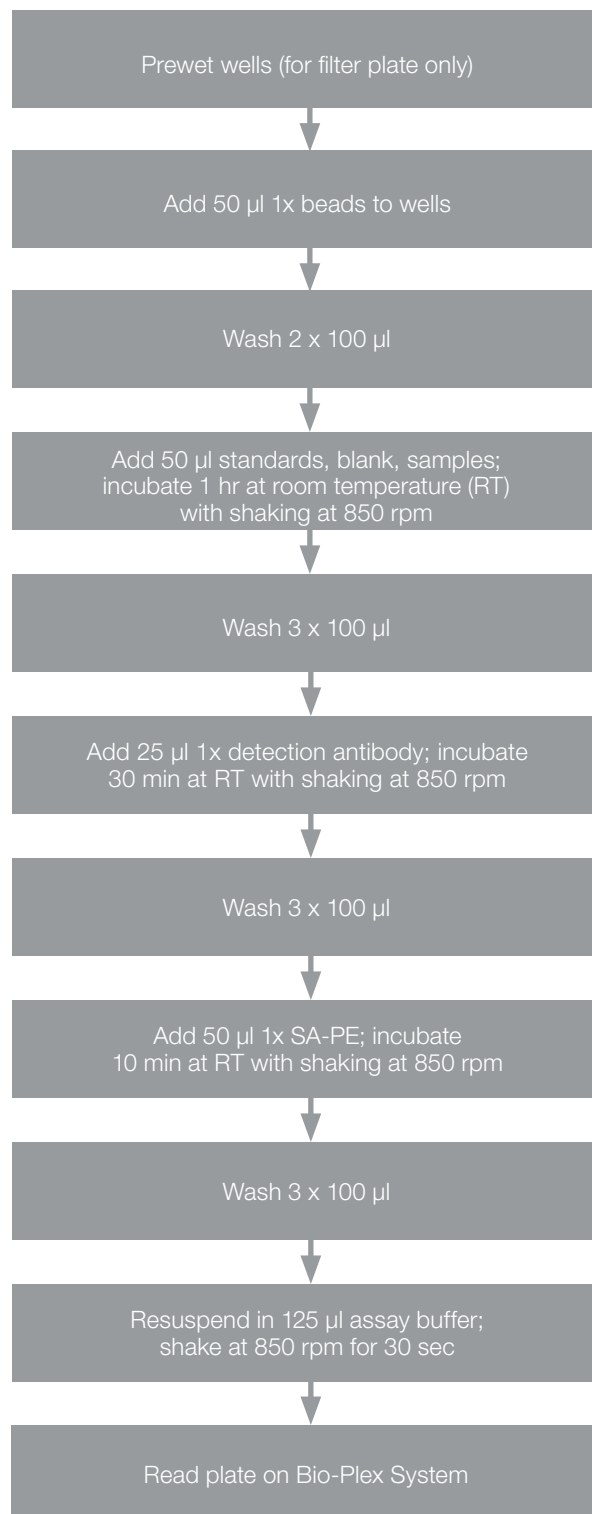 Prewet wells (for filter plate only)
Add 50 µl 1x beads to wells
Wash 2 x 100 µl
Add 50 µl standards, blank, samples;
incubate 1 hr at room temperature (RT)
with shaking at 850 rpm
Wash 3 x 100 µl
Add 25 µl 1x detection antibody; incubate
30 min at RT with shaking at 850 rpm
Wash 3 x 100 µl
Add 50 µl 1x SA-PE; incubate
10 min at RT with shaking at 850 rpm
Wash 3 x 100 µl
Resuspend in 125 µl assay buffer;
shake at 850 rpm for 30 sec
Read plate on Bio-Plex System